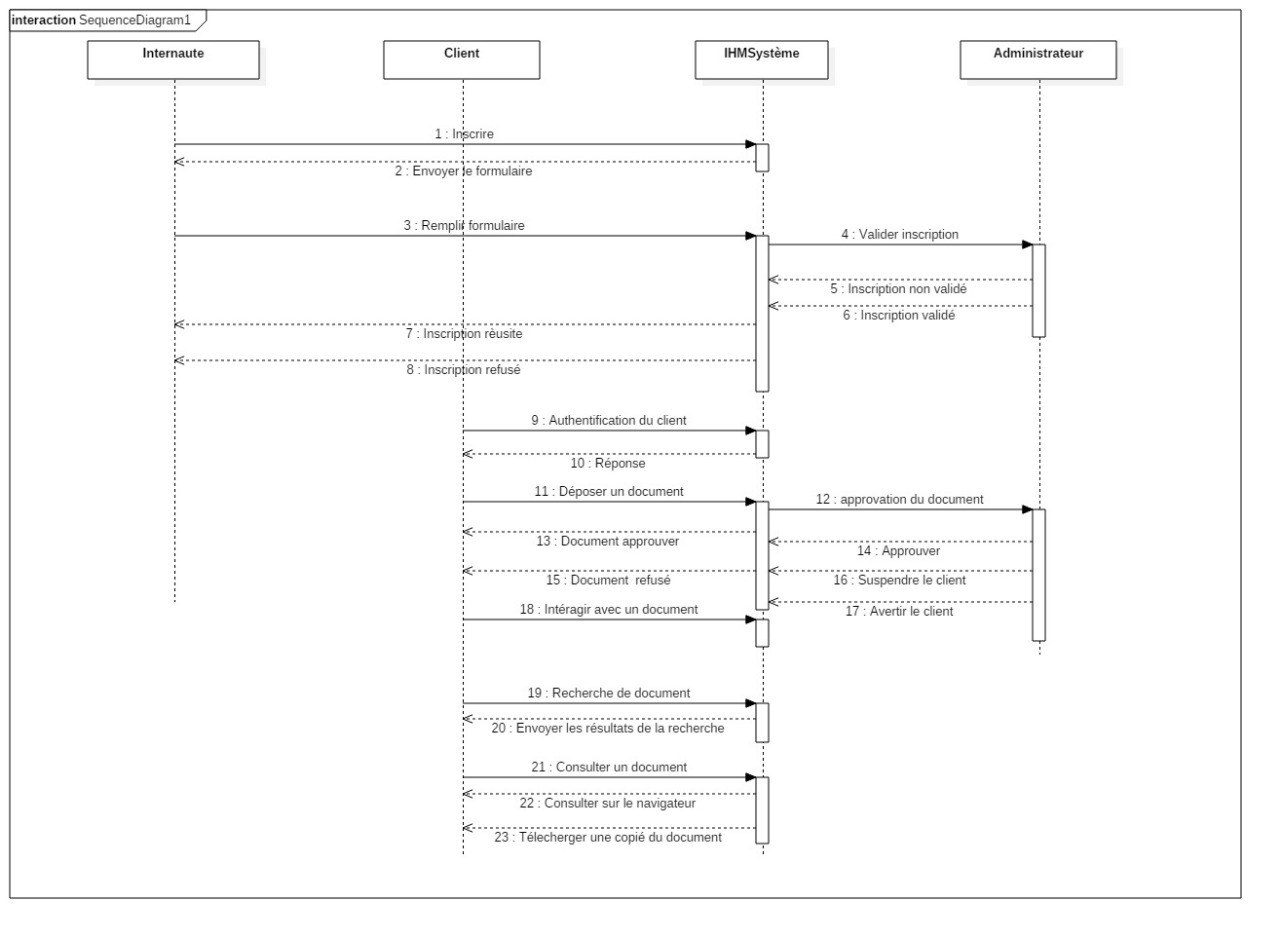 interaction SequenceDiagram1
Internaute
Client
IHMSystème
Administrateur
1 : Inscrire
2 : Envoyer le formulaire
3 : Remplir formulaire
4 : Valider inscription
5 : Inscription non validé
6 : Inscription validé
7 : Inscription rèusite
8 : Inscription refusé
9 : Authentification du client
10 : Réponse
11 : Déposer un document
12 : approvation du document
13 : Document approuver
14 : Approuver
15 : Document  refusé
16 : Suspendre le client
17 : Avertir le client
18 : Intéragir avec un document
19 : Recherche de document
20 : Envoyer les résultats de la recherche
21 : Consulter un document
22 : Consulter sur le navigateur
23 : Télecherger une copié du document